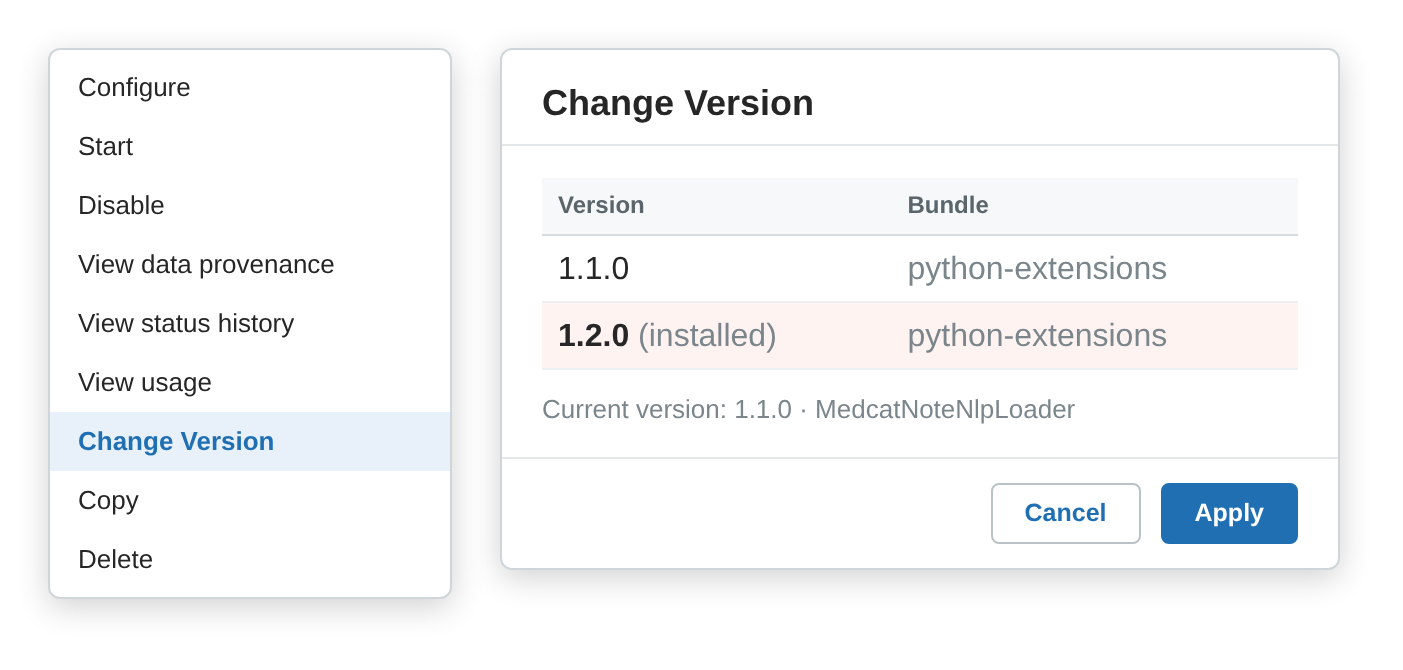 Configure
Start
Disable
View data provenance
View status history
View usage
Change Version
Copy
Delete
Change Version
Version Bundle
1.1.0 python-extensions
1.2.0 (installed) python-extensions
Current version: 1.1.0 · MedcatNoteNlpLoader
Cancel Apply